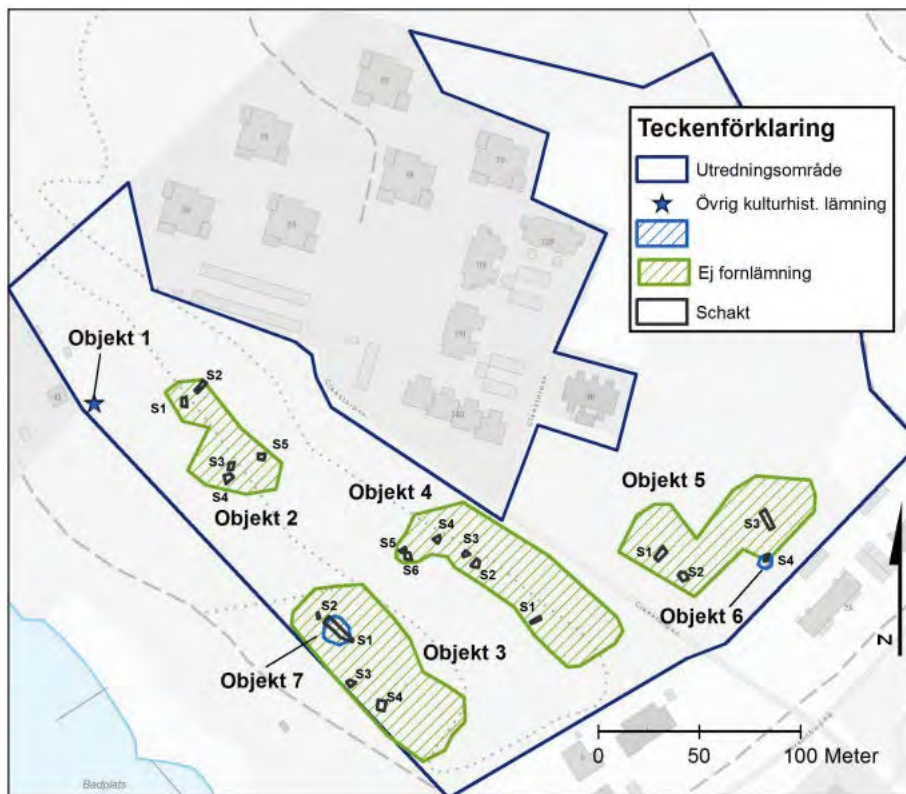 Teckenförklaring
Utredningsområde
Övrig kulturhist. lämning
Ej fornlämning
Schakt
Objekt 1
S2
S1
S5
S3
S4
Objekt 2
Objekt 4
S4
S5
S3
S6
S2
S1
Objekt 5
S3
S1
S4
S2
Objekt 6
S2
S1
Objekt 3
Objekt 7
S3
S4
N
0 50 100 Meter
Badplats